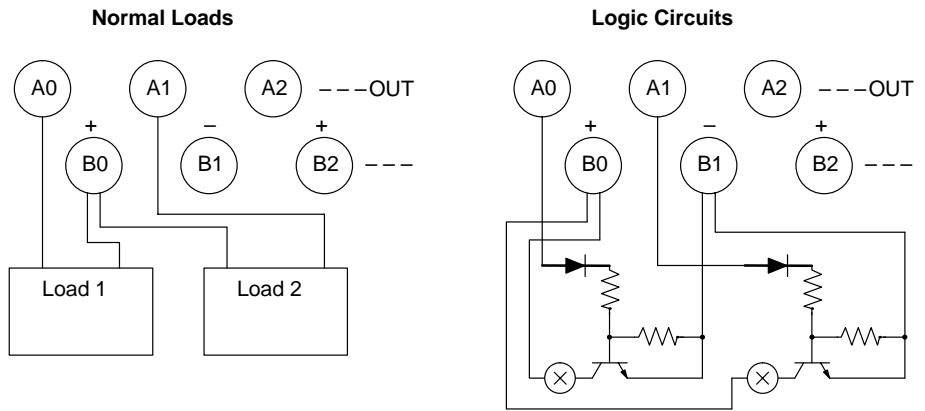 Normal Loads
A0 A1 A2 – – –OUT
+ – +
B0 B1 B2 – – –
Load 1 Load 2
Logic Circuits
A0 A1 A2 – – –OUT
+ – +
B0 B1 B2 – – –